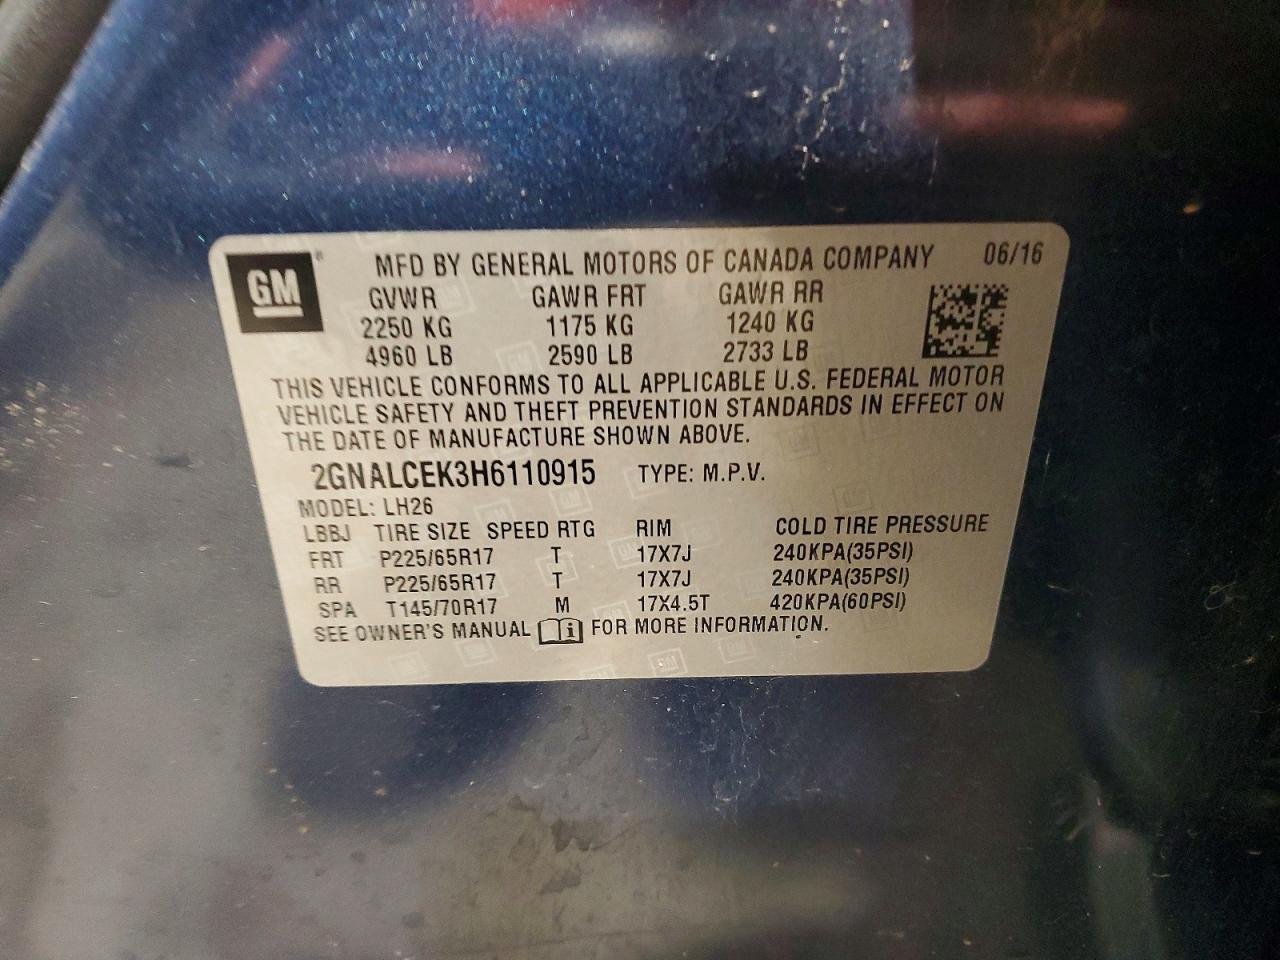 GM ® MFD BY GENERAL MOTORS OF CANADA COMPANY 06/16
GVWR GAWR FRT GAWR RR
2250 KG 1175 KG 1240 KG
4960 LB 2590 LB 2733 LB
THIS VEHICLE CONFORMS TO ALL APPLICABLE U.S. FEDERAL MOTOR
VEHICLE SAFETY AND THEFT PREVENTION STANDARDS IN EFFECT ON
THE DATE OF MANUFACTURE SHOWN ABOVE.
2GNALCEK3H6110915 TYPE: M.P.V.
MODEL: LH26
LBBJ TIRE SIZE SPEED RTG RIM COLD TIRE PRESSURE
FRT P225/65R17 T 17X7J 240KPA(35PSI)
RR P225/65R17 T 17X7J 240KPA(35PSI)
SPA T145/70R17 M 17X4.5T 420KPA(60PSI)
SEE OWNER'S MANUAL i FOR MORE INFORMATION.